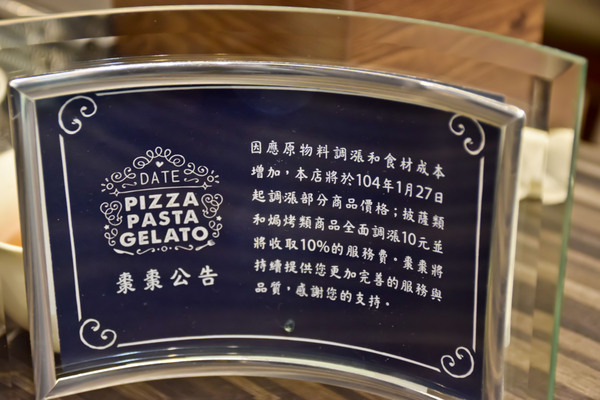 DATE
PIZZA
PASTA
GELATO
棗棗公告
因應原物料調漲和食材成本
增加，本店將於104年1月27日
起調漲部分商品價格；披薩類
和焗烤類商品全面調漲10元並
將收取10%的服務費。棗棗將
持續提供您更加完善的服務與
品質，感謝您的支持。